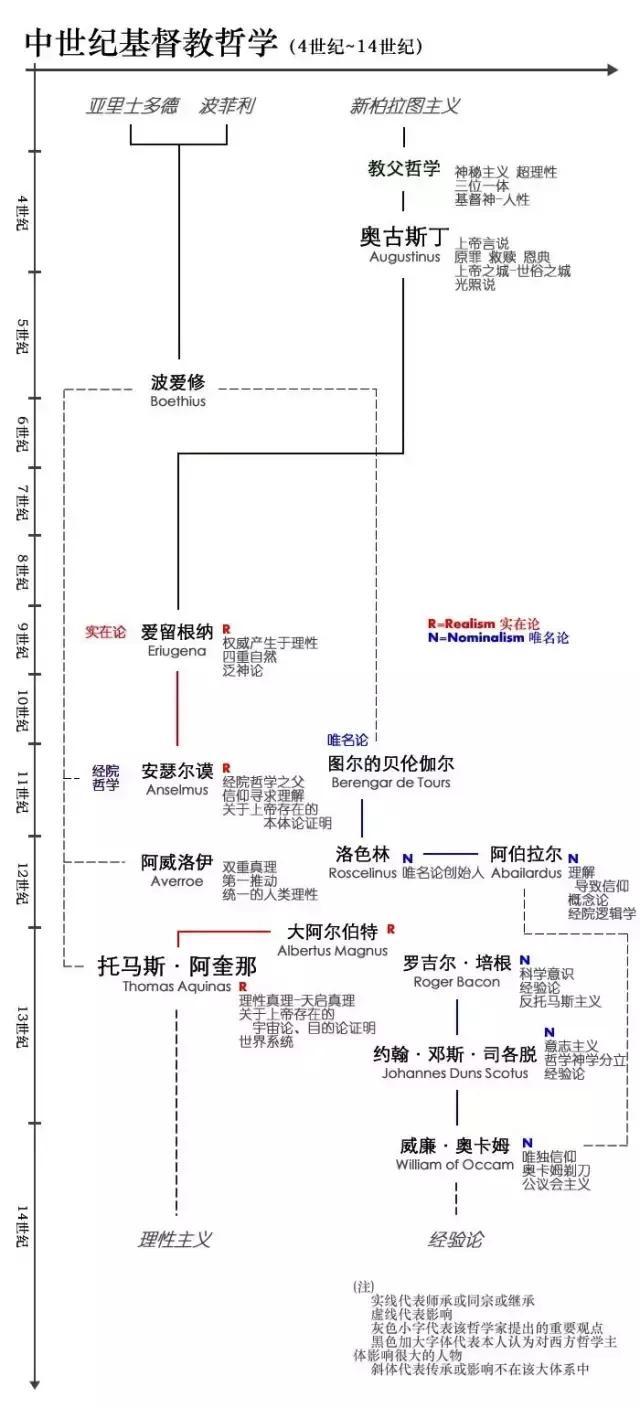 中世纪基督教哲学 (4世纪~14世纪)
亚里士多德 波菲利 新柏拉图主义
4世纪
教父哲学
神秘主义 超理性
三位一体
基督神-人性
奥古斯丁
Augustinus
上帝言说
原罪 救赎 恩典
上帝之城-世俗之城
光照说
5世纪
波爱修
Boethius
6世纪
7世纪
8世纪
9世纪
实在论
爱留根纳 R
Eriugena
权威产生于理性
四重自然
泛神论
R=Realism 实在论
N=Nominalism 唯名论
10世纪
11世纪
经院
哲学
安瑟尔谟 R
Anselmus
经院哲学之父
信仰寻求理解
关于上帝存在的
本体论证明
唯名论
图尔的贝伦伽尔
Berengar de Tours
12世纪
阿威洛伊
Averroe
双重真理
第一推动
统一的人类理性
洛色林 N
Roscelinus 唯名论创始人
阿伯拉尔 N
Abailardus
理解
导致信仰
概念论
经院逻辑学
大阿尔伯特 R
Albertus Magnus
13世纪
托马斯·阿奎那
Thomas Aquinas R
理性真理-天启真理
关于上帝存在的
宇宙论、目的论证明
世界系统
罗吉尔·培根 N
Roger Bacon
科学意识
经验论
反托马斯主义
约翰·邓斯·司各脱 N
Johannes Duns Scotus
意志主义
哲学神学分立
经验论
14世纪
威廉·奥卡姆 N
William of Occam
唯独信仰
奥卡姆剃刀
公议会主义
理性主义 经验论
(注)
实线代表师承或同宗或继承
虚线代表影响
灰色小字代表该哲学家提出的重要观点
黑色加大字体代表本人认为对西方哲学主
体影响很大的人物
斜体代表传承或影响不在该大体系中